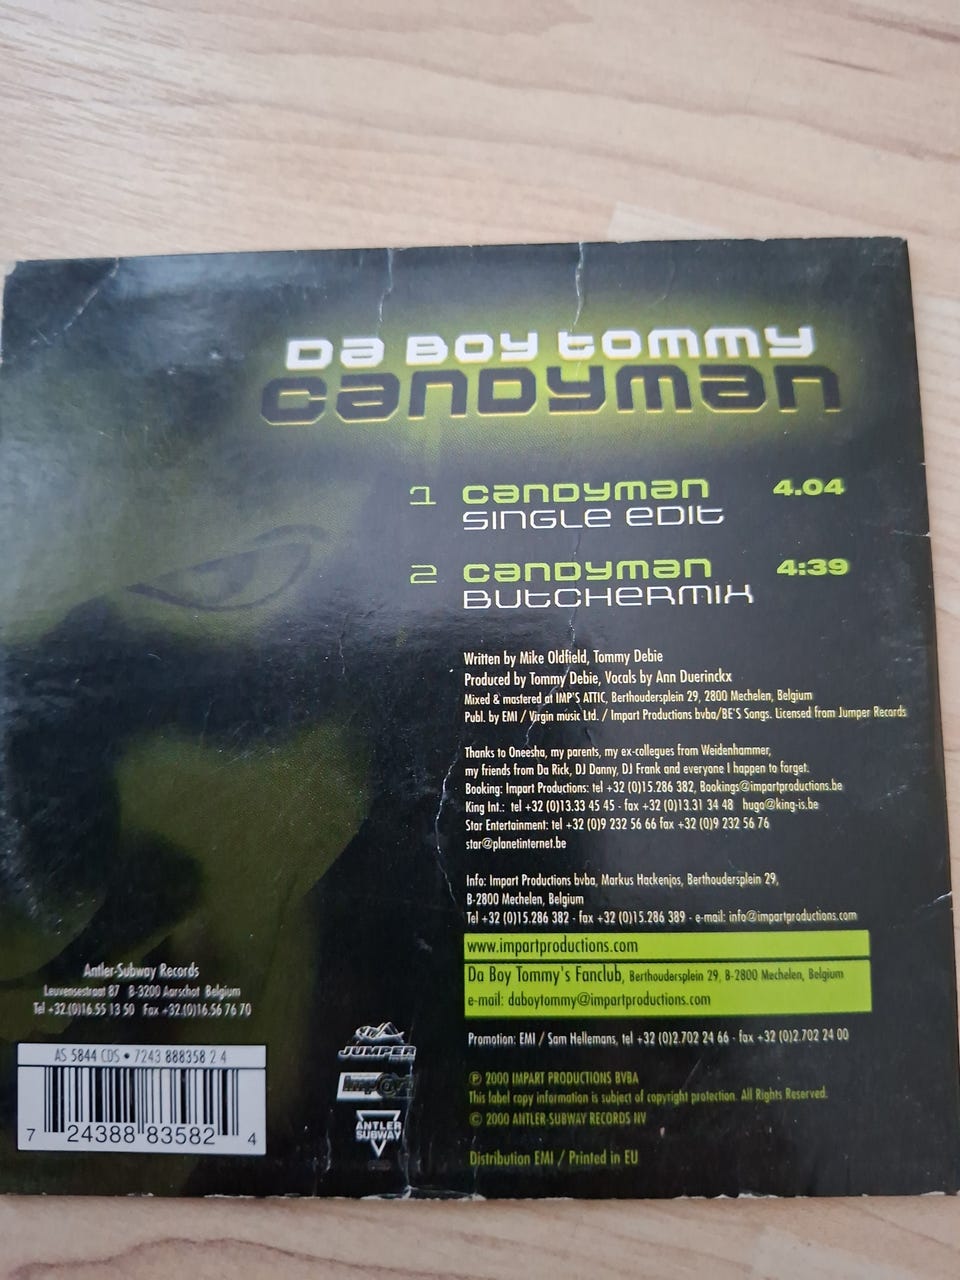 Da Boy Tommy
Candyman
1 Candyman 4.04
Single Edit
2 Candyman 4:39
Butchermix
Written by Mike Oldfield, Tommy Debie
Produced by Tommy Debie, Vocals by Ann Duerinckx
Mixed & mastered at IMP'S ATTIC, Berthoudersplein 29, 2800 Mechelen, Belgium
Publ. by EMI / Virgin music Ltd. / Impart Productions bvba/BE'S Songs. Licensed from Jumper Records
Thanks to Oneesha, my parents, my ex-collegues from Weidenhammer,
my friends from Da Rick, DJ Danny, DJ Frank and everyone I happen to forget.
Booking: Impart Productions: tel +32 (0)15.286 382, Bookings@impartproductions.be
King Int.: tel +32 (0)13.33 45 45 - fax +32 (0)13.31 34 48 hugo@king-is.be
Star Entertainment: tel +32 (0)9 232 56 66 fax +32 (0)9 232 56 76
star@planetinternet.be
Info: Impart Productions bvba, Markus Hackenjos, Berthoudersplein 29,
B-2800 Mechelen, Belgium
Tel +32 (0)15.286 382 - fax +32 (0)15.286 389 - e-mail: info@impartproductions.com
www.impartproductions.com
Da Boy Tommy's Fanclub, Berthoudersplein 29, B-2800 Mechelen, Belgium
e-mail: daboytommy@impartproductions.com
Promotion: EMI / Sam Hellemans, tel +32 (0)2.702 24 66 - fax +32 (0)2.702 24 00
℗ 2000 IMPART PRODUCTIONS BVBA
This label copy information is subject of copyright protection. All Rights Reserved.
© 2000 ANTLER-SUBWAY RECORDS NV
Distribution EMI / Printed in EU
Antler-Subway Records
Leuvensestraat 87 B-3200 Aarschot Belgium
Tel +32.(0)16.55 13 50 Fax +32.(0)16.56 76 70
AS 5844 CDS • 7243 888358 2 4
7 24388 83582 4
JUMPER
Imp@rt
ANTLER
SUBWAY